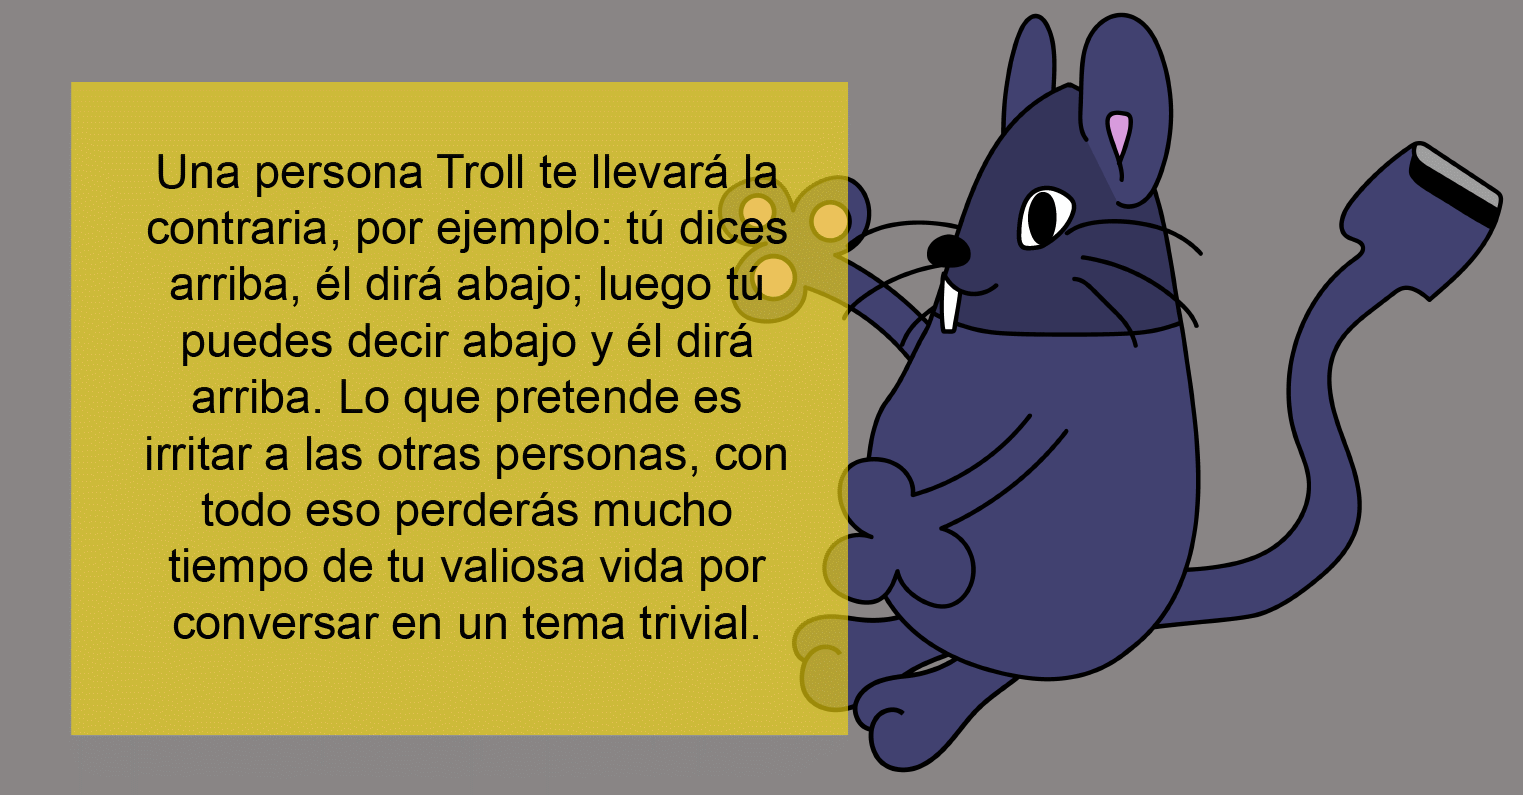 Una persona Troll te llevará la
contraria, por ejemplo: tú dices
arriba, él dirá abajo; luego tú
puedes decir abajo y él dirá
arriba. Lo que pretende es
irritar a las otras personas, con
todo eso perderás mucho
tiempo de tu valiosa vida por
conversar en un tema trivial.